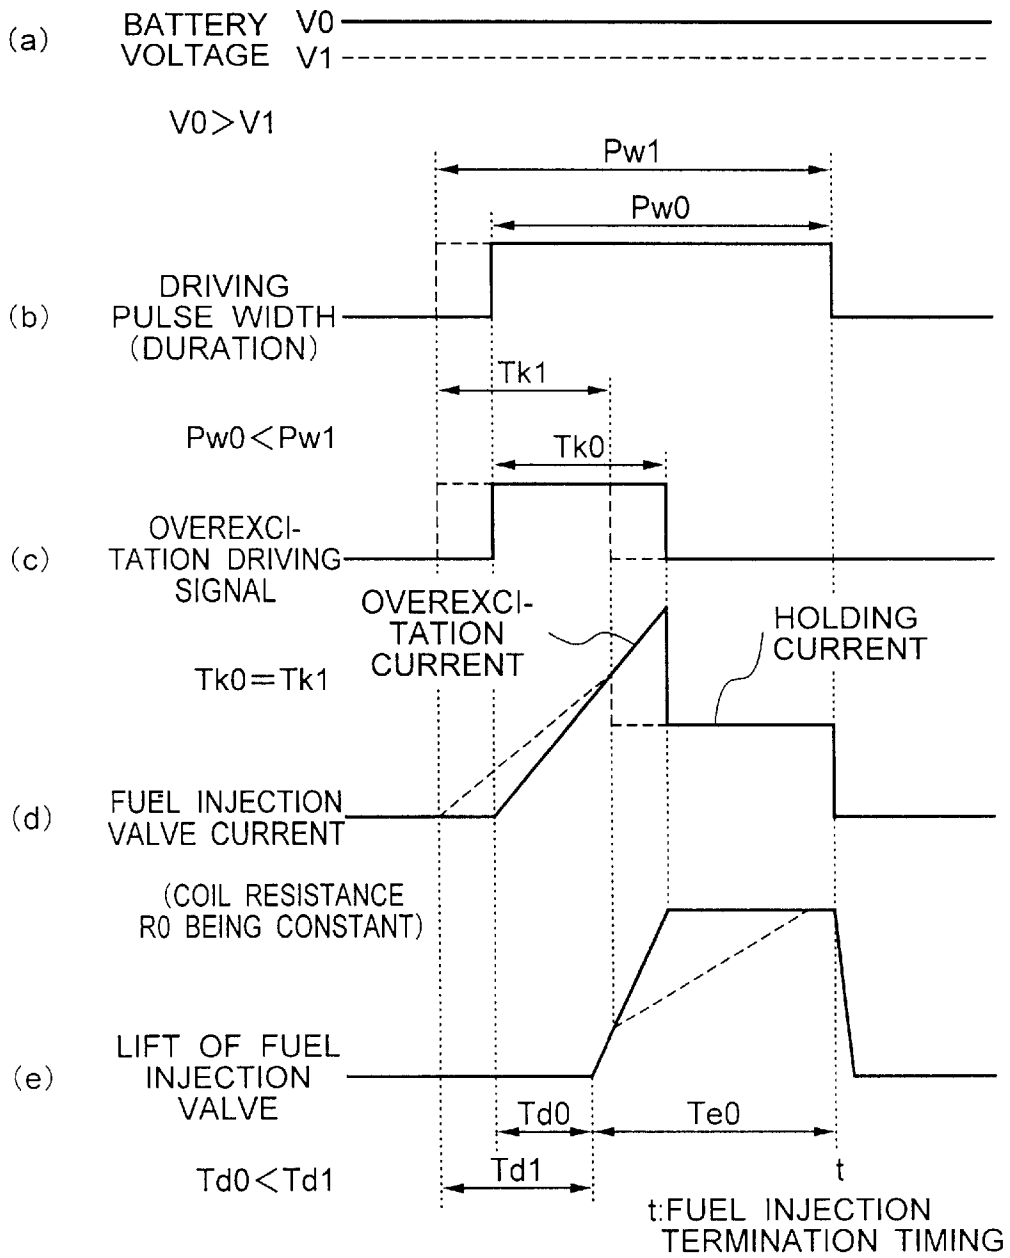 (a)
BATTERY
VOLTAGE
V0
V1
V0>V1
Pw1
Pw0
(b)
DRIVING
PULSE WIDTH
(DURATION)
Tk1
Pw0<Pw1
Tk0
(c)
OVEREXCI-
TATION DRIVING
SIGNAL
OVEREXCI-
TATION
CURRENT
HOLDING
CURRENT
Tk0=Tk1
(d)
FUEL INJECTION
VALVE CURRENT
(COIL RESISTANCE
R0 BEING CONSTANT)
(e)
LIFT OF FUEL
INJECTION
VALVE
Td0
Te0
Td0<Td1
Td1
t
t:FUEL INJECTION
TERMINATION TIMING